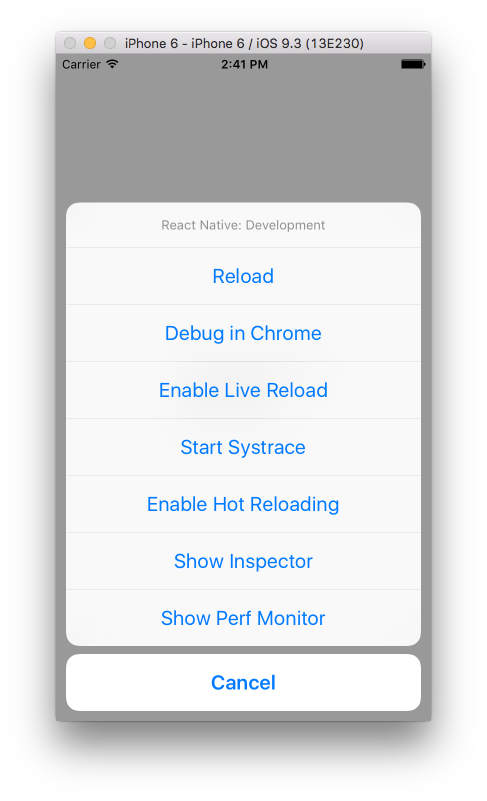 iPhone 6 - iPhone 6 / iOS 9.3 (13E230)
Carrier 2:41 PM
React Native: Development
Reload
Debug in Chrome
Enable Live Reload
Start Systrace
Enable Hot Reloading
Show Inspector
Show Perf Monitor
Cancel